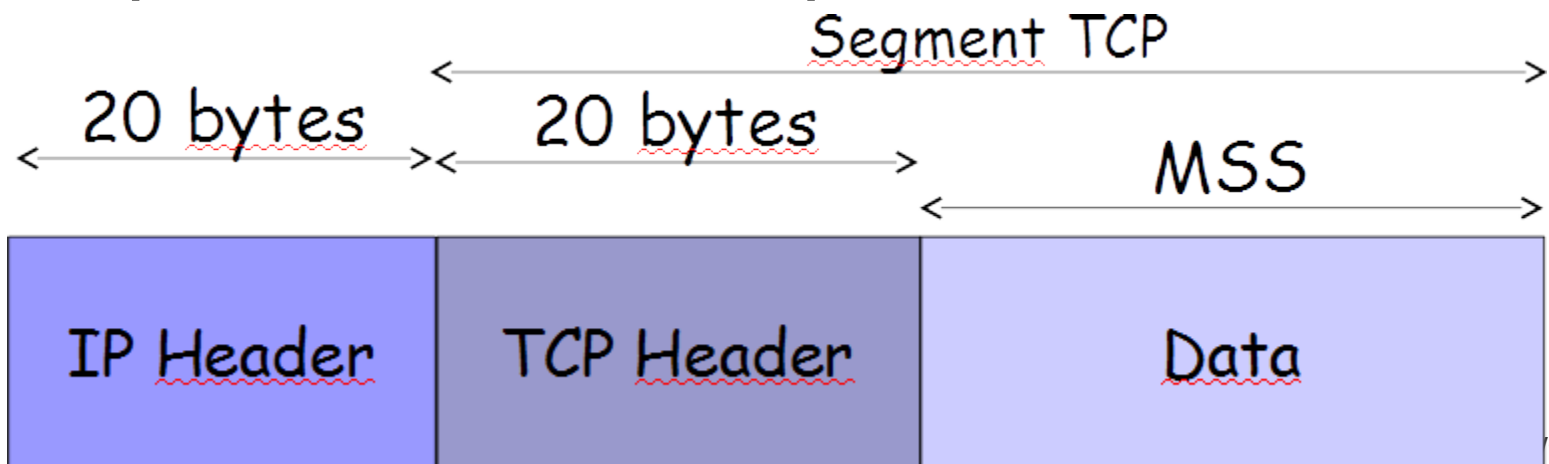 Segment TCP
20 bytes 20 bytes
MSS
IP Header TCP Header Data